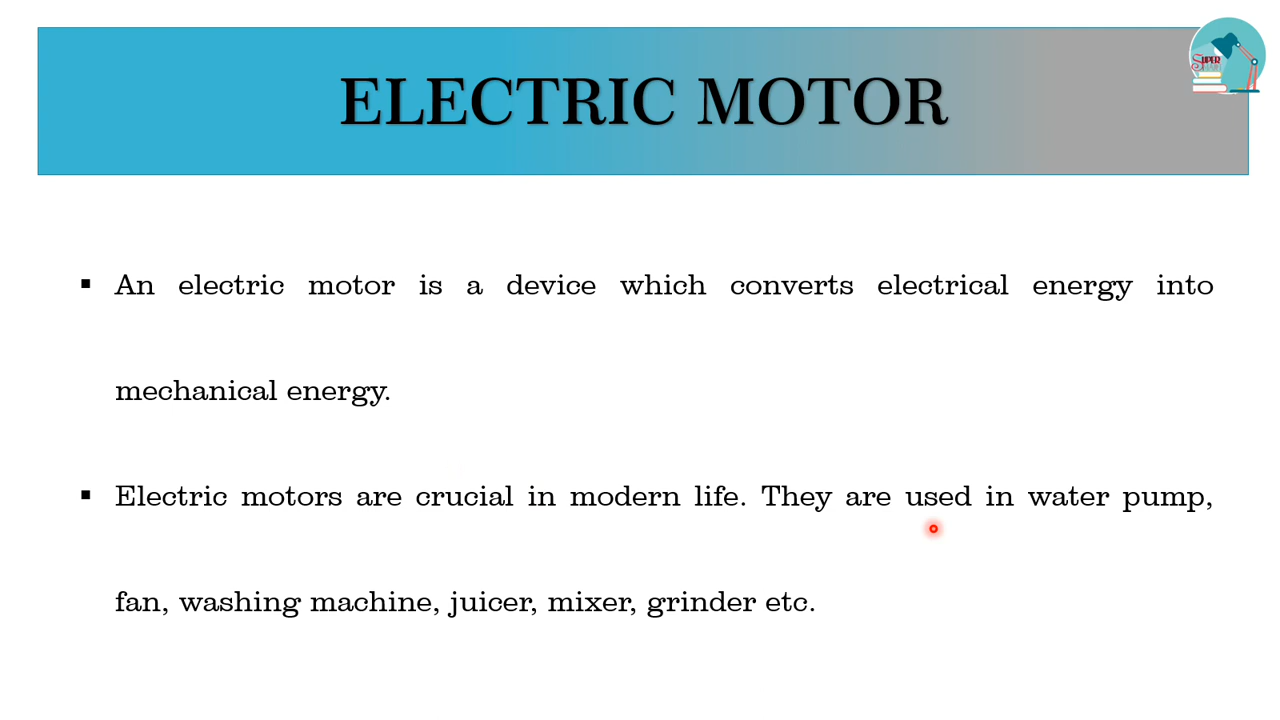 ELECTRIC MOTOR
SUPER
▪ An electric motor is a device which converts electrical energy into
mechanical energy.
▪ Electric motors are crucial in modern life. They are used in water pump,
fan, washing machine, juicer, mixer, grinder etc.